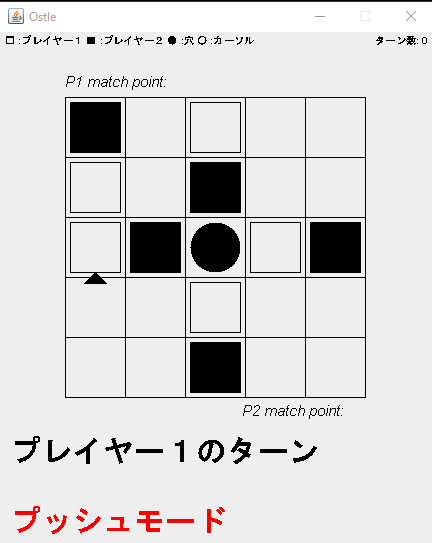 Ostle
□:プレイヤー1 ■:プレイヤー2 ●:穴 ○:カーソル ターン数: 0
P1 match point:
P2 match point:
プレイヤー１のターン
プッシュモード